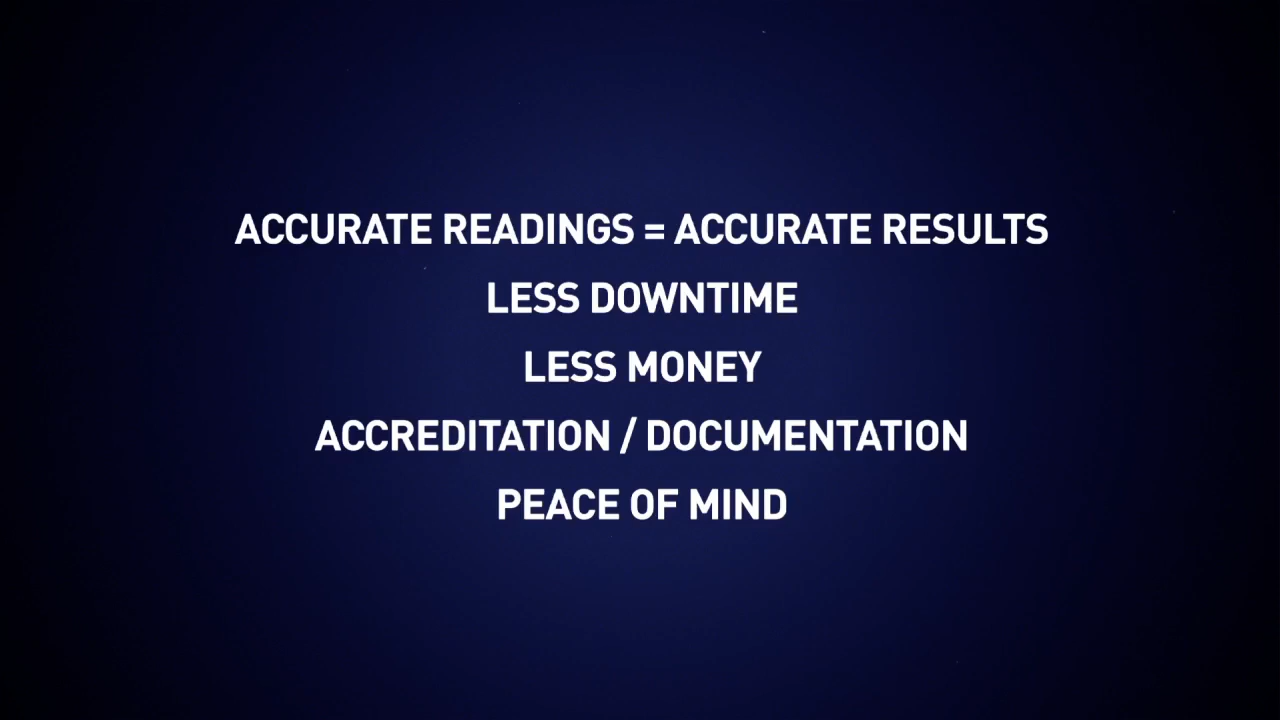 ACCURATE READINGS = ACCURATE RESULTS
LESS DOWNTIME
LESS MONEY
ACCREDITATION / DOCUMENTATION
PEACE OF MIND